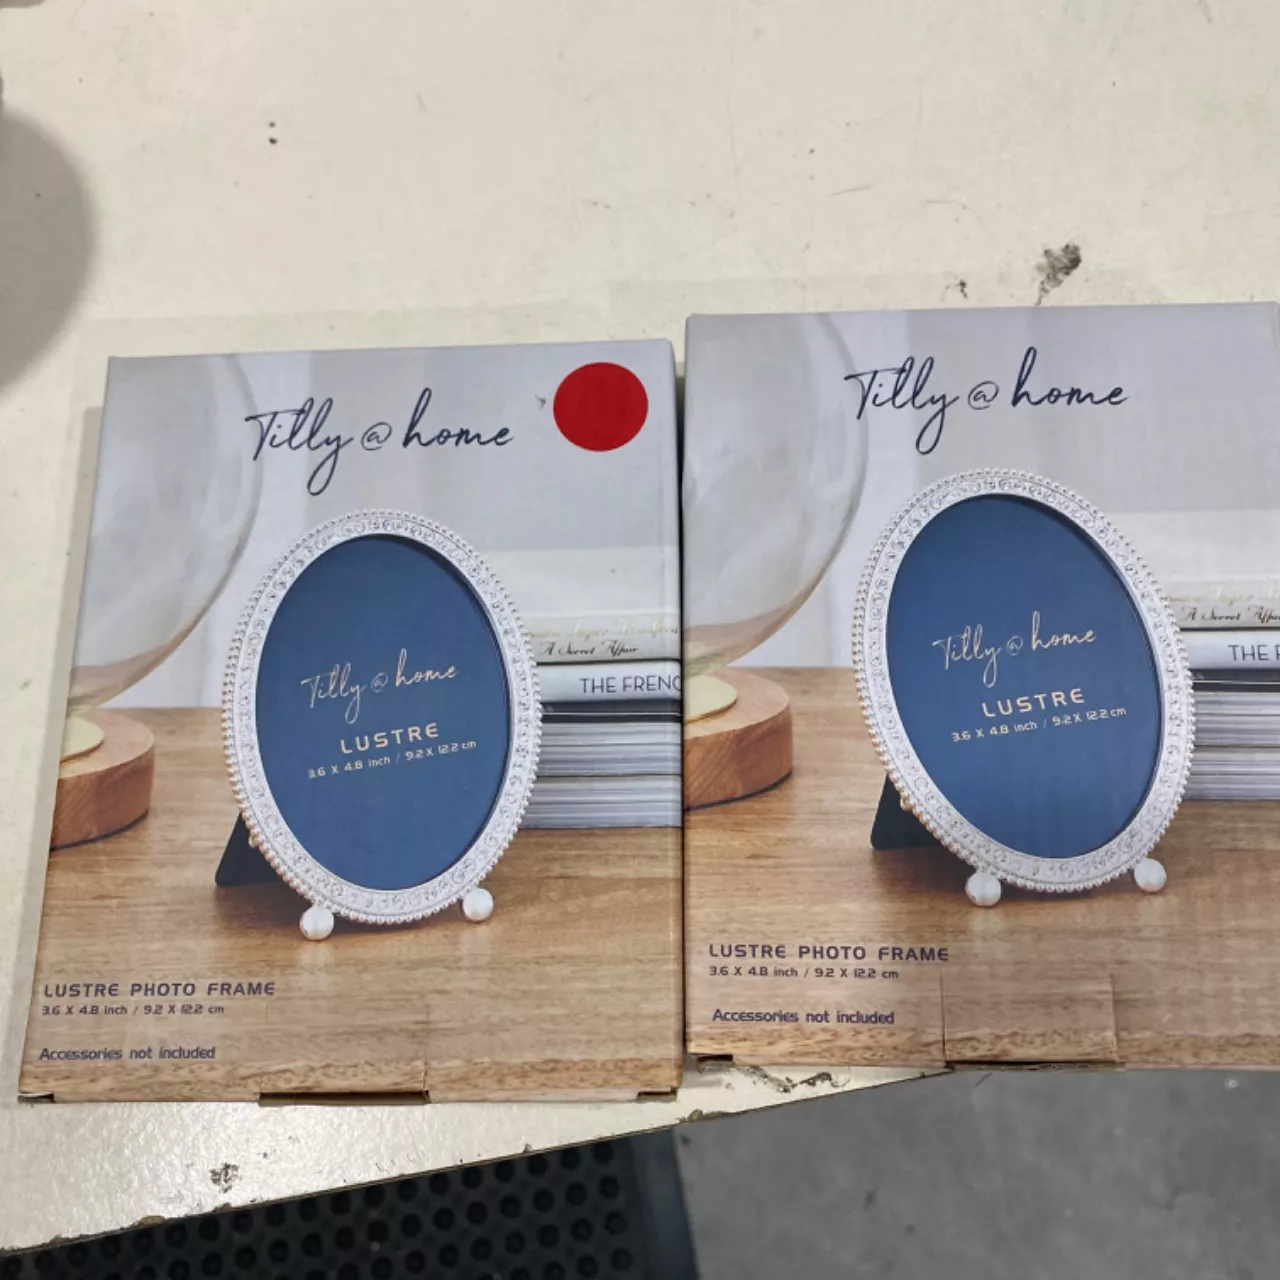 Tilly @ home
A Secret Affair
THE FRENC
Tilly @ home
LUSTRE
3.6 X 4.8 inch / 9.2 X 12.2 cm
LUSTRE PHOTO FRAME
3.6 X 4.8 inch / 9.2 X 12.2 cm
Accessories not included
Tilly @ home
A Secret Affai
THE F
Tilly @ home
LUSTRE
3.6 X 4.8 inch / 9.2 X 12.2 cm
LUSTRE PHOTO FRAME
3.6 X 4.8 inch / 9.2 X 12.2 cm
Accessories not included